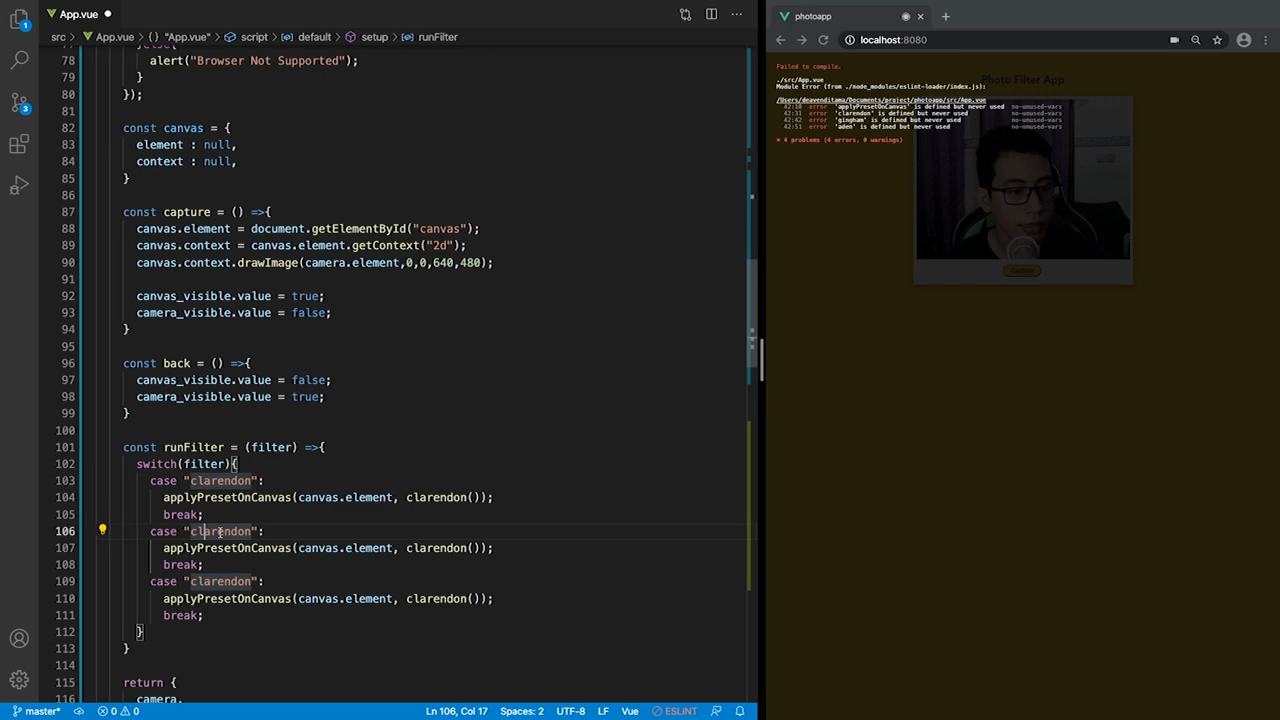 App.vue
src > App.vue > {} "App.vue" > script > default > setup > runFilter
77 }else{
78 alert("Browser Not Supported");
79 }
80 });
81
82 const canvas = {
83 element : null,
84 context : null,
85 }
86
87 const capture = () =>{
88 canvas.element = document.getElementById("canvas");
89 canvas.context = canvas.element.getContext("2d");
90 canvas.context.drawImage(camera.element,0,0,640,480);
91
92 canvas_visible.value = true;
93 camera_visible.value = false;
94 }
95
96 const back = () =>{
97 canvas_visible.value = false;
98 camera_visible.value = true;
99 }
100
101 const runFilter = (filter) =>{
102 switch(filter){
103 case "clarendon":
104 applyPresetOnCanvas(canvas.element, clarendon());
105 break;
106 case "clarendon":
107 applyPresetOnCanvas(canvas.element, clarendon());
108 break;
109 case "clarendon":
110 applyPresetOnCanvas(canvas.element, clarendon());
111 break;
112 }
113 }
114
115 return {
116 camera,
1
3
master* 0 0 Ln 106, Col 17 Spaces: 2 UTF-8 LF Vue ESLINT
photoapp
localhost:8080
Failed to compile.
./src/App.vue
Photo Filter App
Module Error (from ./node_modules/eslint-loader/index.js):
/Users/deavenditama/Documents/project/photoapp/src/App.vue
42:10 error 'applyPresetOnCanvas' is defined but never used no-unused-vars
42:31 error 'clarendon' is defined but never used no-unused-vars
42:42 error 'gingham' is defined but never used no-unused-vars
42:51 error 'aden' is defined but never used no-unused-vars
✖ 4 problems (4 errors, 0 warnings)